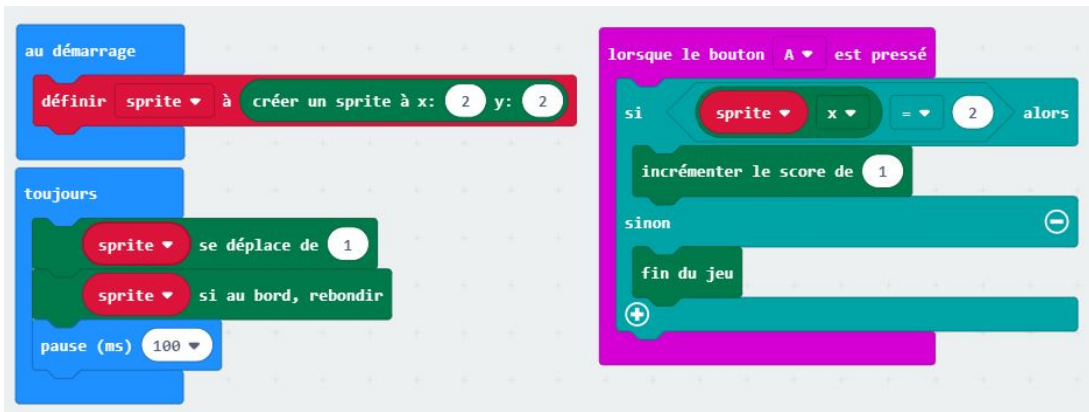 au démarrage
définir sprite à créer un sprite à x: 2 y: 2
toujours
sprite se déplace de 1
sprite si au bord, rebondir
pause (ms) 100
lorsque le bouton A est pressé
si sprite x = 2 alors
incrémenter le score de 1
sinon
fin du jeu